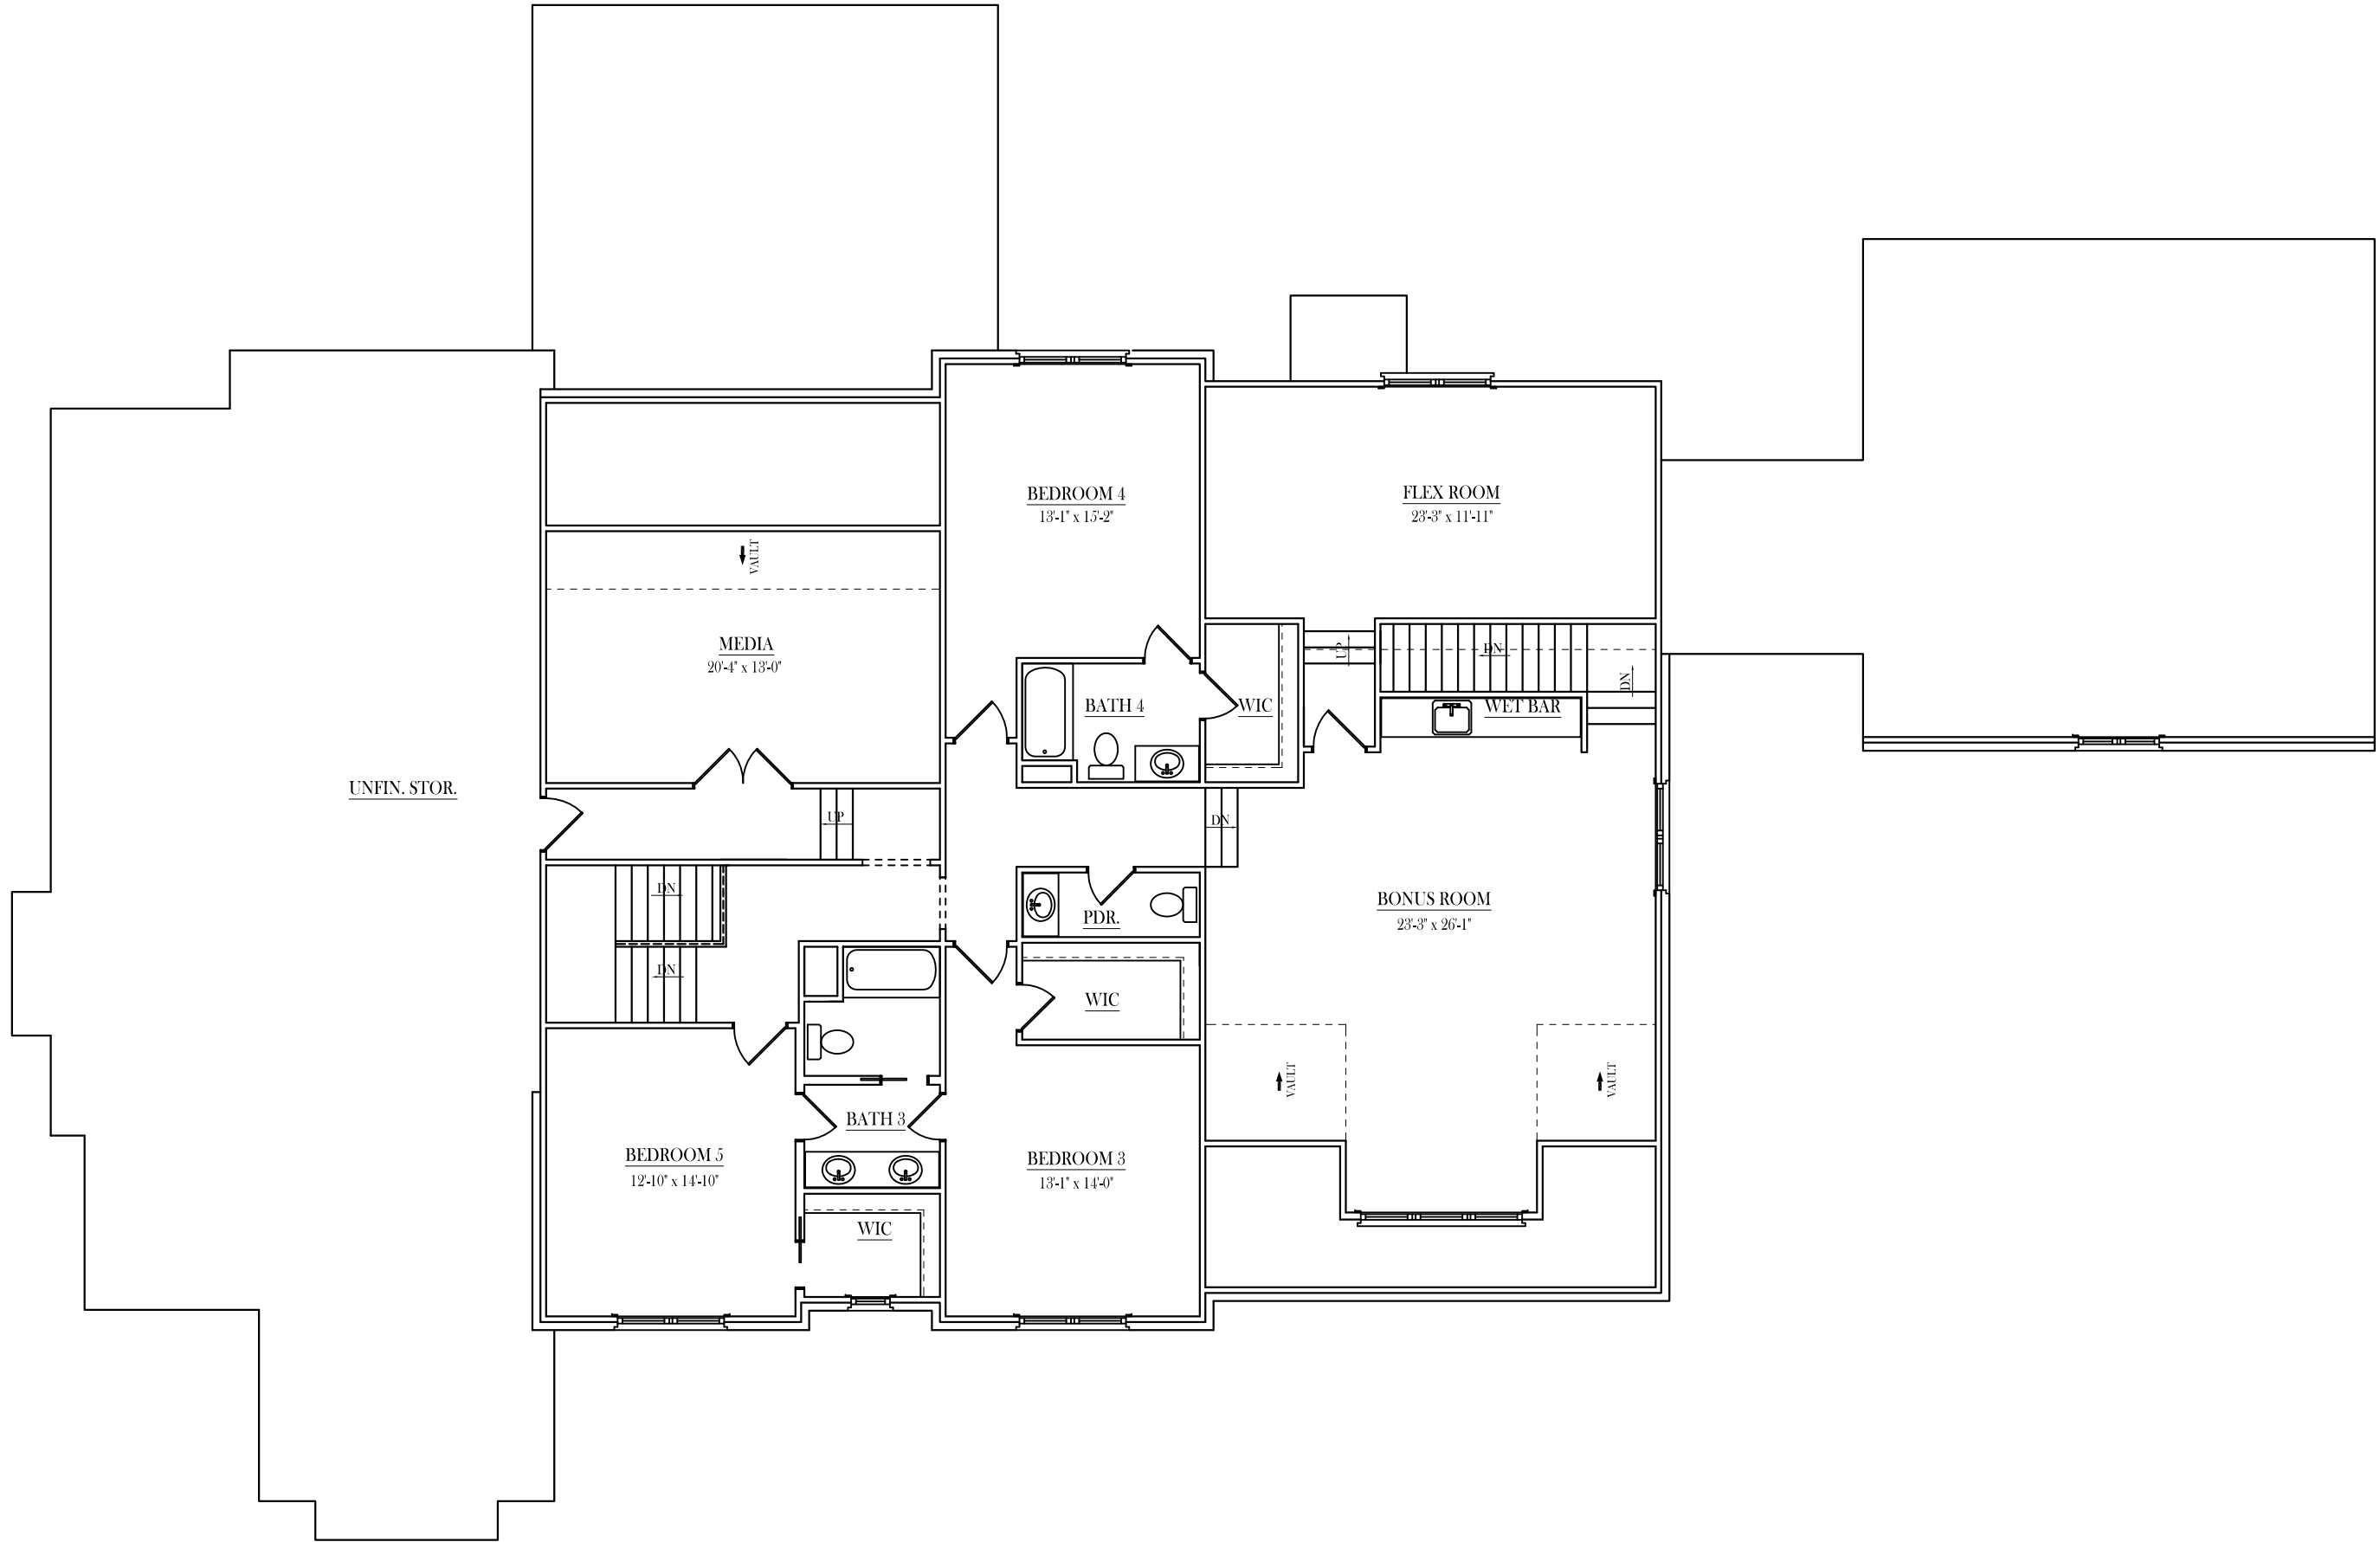 BEDROOM 4
13'-1" x 15'-2"
FLEX ROOM
23'-3" x 11'-11"
VAULT
MEDIA
20'-4" x 13'-0"
UP
DN
DN
BATH 4
WIC
WET BAR
UNFIN. STOR.
UP
DN
DN
PDR.
BONUS ROOM
23'-3" x 26'-1"
DN
WIC
VAULT
VAULT
BATH 3
BEDROOM 5
12'-10" x 14'-10"
BEDROOM 3
13'-1" x 14'-0"
WIC